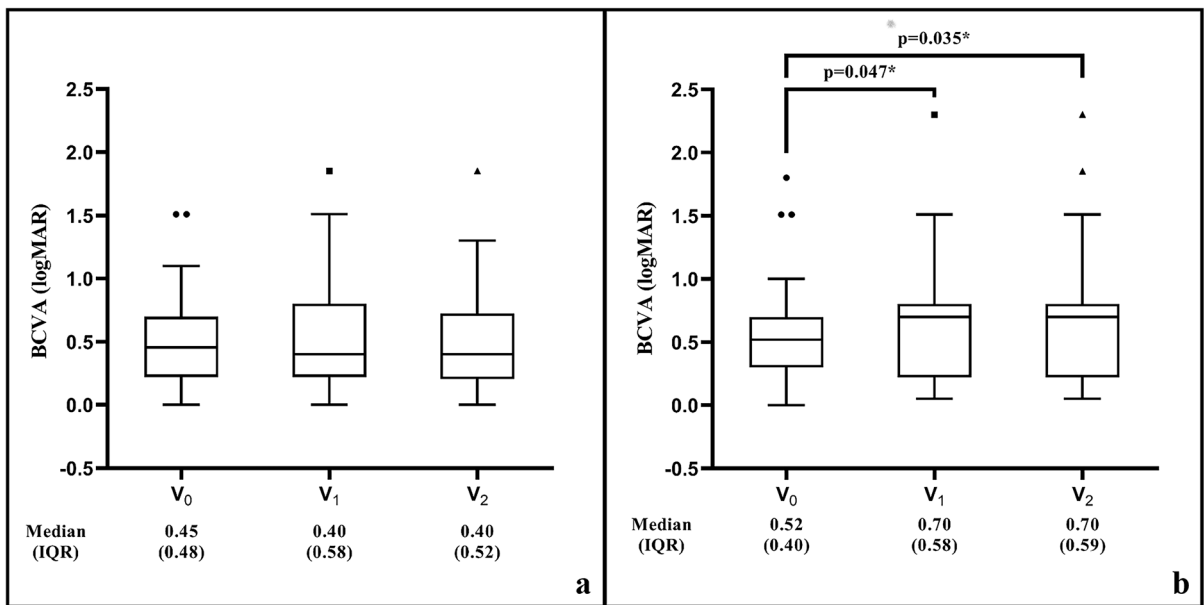 BCVA (logMAR)
2.5
2.0
1.5
1.0
0.5
0.0
-0.5
V₀ V₁ V₂
Median 0.45 0.40 0.40
(IQR) (0.48) (0.58) (0.52)
a
p=0.035*
p=0.047*
BCVA (logMAR)
2.5
2.0
1.5
1.0
0.5
0.0
-0.5
V₀ V₁ V₂
Median 0.52 0.70 0.70
(IQR) (0.40) (0.58) (0.59)
b